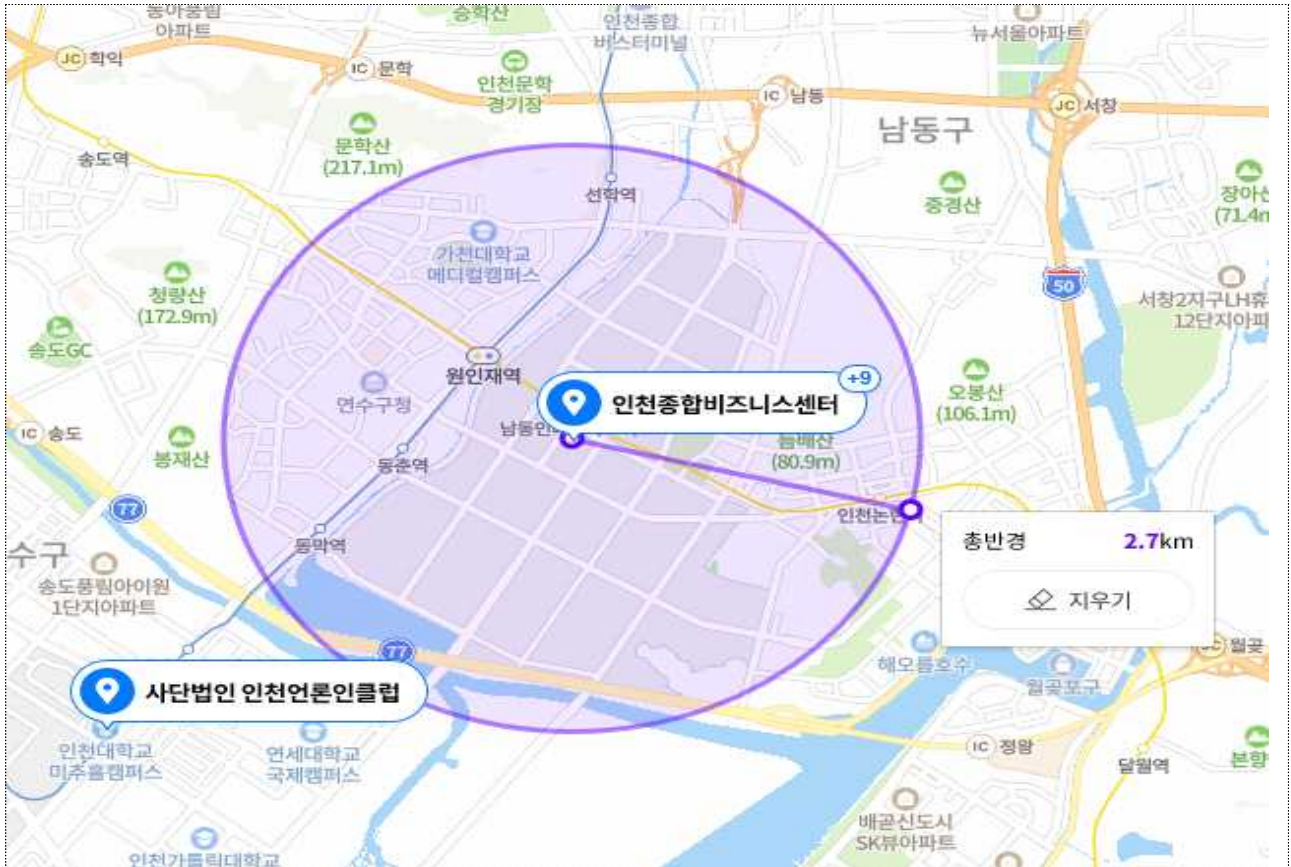 동아풍림
아파트
승학산
인천종합
버스터미널
뉴서울아파트
JC 학익
IC 문학
인천문학
경기장
IC 남동
JC 서창
남동구
문학산
(217.1m)
송도역
선학역
중경산
장아산
(71.4m
가천대학교
메디컬캠퍼스
청량산
(172.9m)
50
서창2지구LH휴
12단지아파
송도GC
원인재역
+9
인천종합비즈니스센터
연수구청
오봉산
(106.1m)
남동인
IC 송도
봉재산
동춘역
듬배산
(80.9m)
77
인천논현
동막역
총반경 2.7km
지우기
수구
송도풍림아이원
1단지아파트
77
해오름호수
JC 월곶
월곶포구
사단법인 인천언론인클럽
인천대학교
미추홀캠퍼스
연세대학교
국제캠퍼스
IC 정왕
달월역
본향
배곧신도시
SK뷰아파트
인천가톨릭대학교